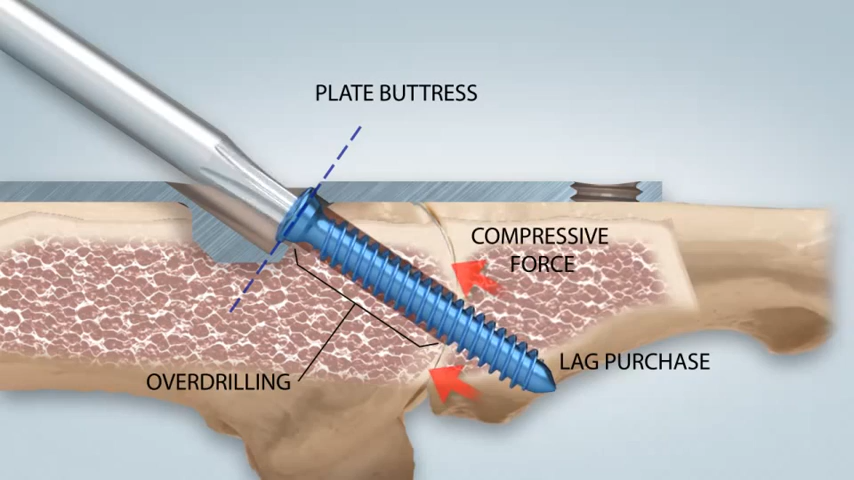 PLATE BUTTRESS
COMPRESSIVE
FORCE
LAG PURCHASE
OVERDRILLING